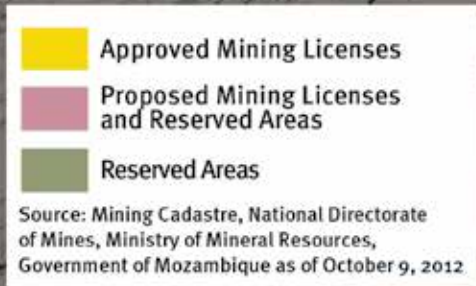 Approved Mining Licenses
Proposed Mining Licenses
and Reserved Areas
Reserved Areas
Source: Mining Cadastre, National Directorate
of Mines, Ministry of Mineral Resources,
Government of Mozambique as of October 9, 2012